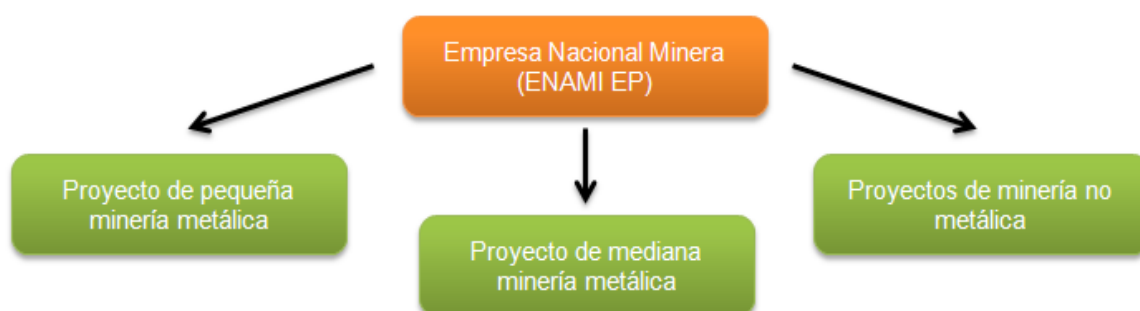 Empresa Nacional Minera
(ENAMI EP)
Proyecto de pequeña
minería metálica
Proyecto de mediana
minería metálica
Proyectos de minería no
metálica